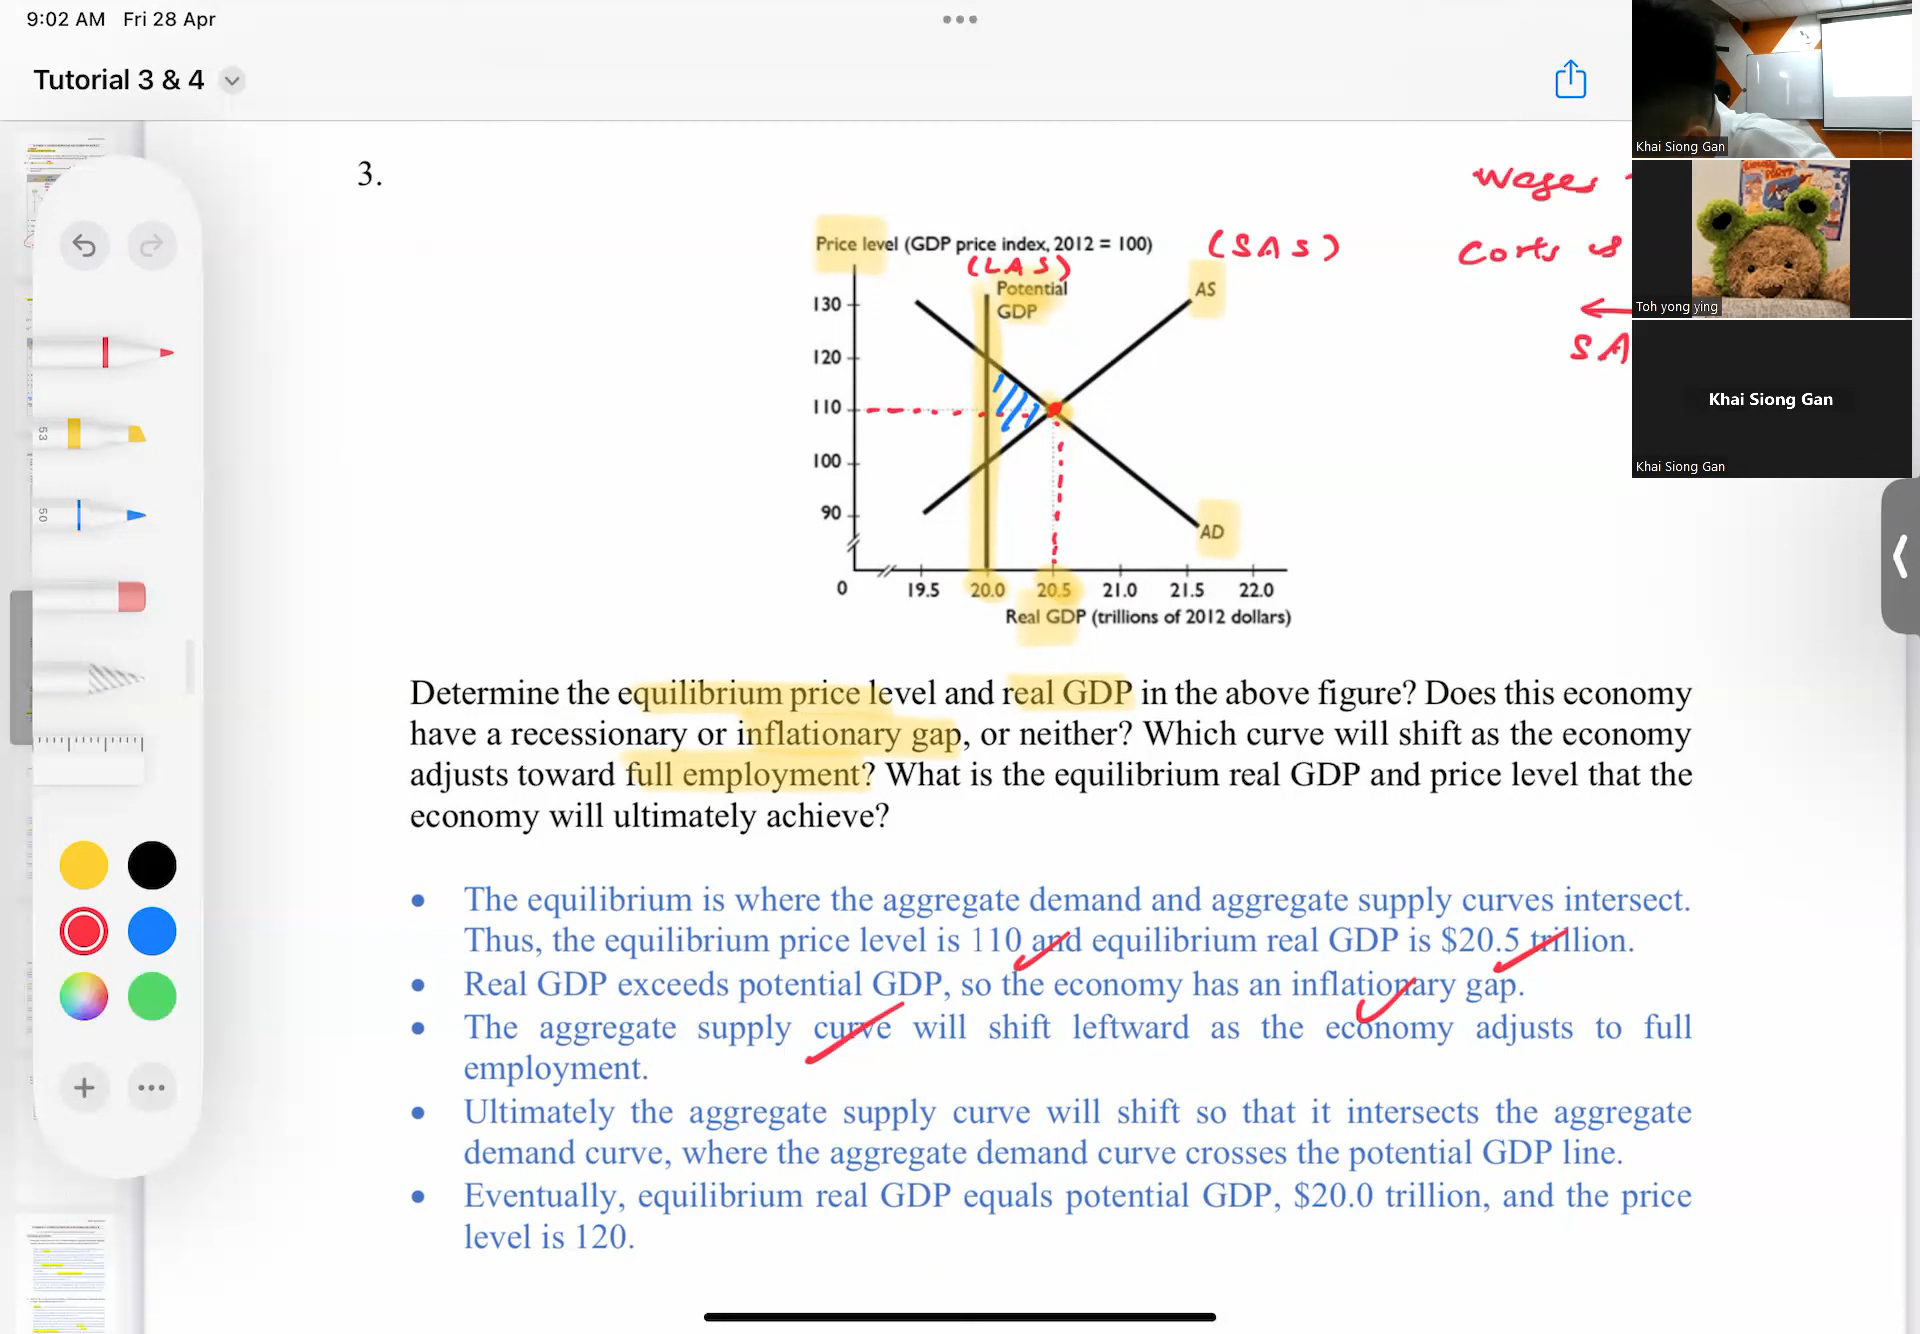 9:02 AM Fri 28 Apr
Tutorial 3 & 4
3.
Price level (GDP price index, 2012 = 100)
(LAS)
(SAS)
Potential
GDP
AS
130
120
110
100
90
AD
0 19.5 20.0 20.5 21.0 21.5 22.0
Real GDP (trillions of 2012 dollars)
wages
Costs
SA
Khai Siong Gan
Toh yong ying
Khai Siong Gan
Khai Siong Gan
53
50
Determine the equilibrium price level and real GDP in the above figure? Does this economy
have a recessionary or inflationary gap, or neither? Which curve will shift as the economy
adjusts toward full employment? What is the equilibrium real GDP and price level that the
economy will ultimately achieve?
• The equilibrium is where the aggregate demand and aggregate supply curves intersect.
Thus, the equilibrium price level is 110 and equilibrium real GDP is $20.5 trillion.
• Real GDP exceeds potential GDP, so the economy has an inflationary gap.
• The aggregate supply curve will shift leftward as the economy adjusts to full
employment.
• Ultimately the aggregate supply curve will shift so that it intersects the aggregate
demand curve, where the aggregate demand curve crosses the potential GDP line.
• Eventually, equilibrium real GDP equals potential GDP, $20.0 trillion, and the price
level is 120.